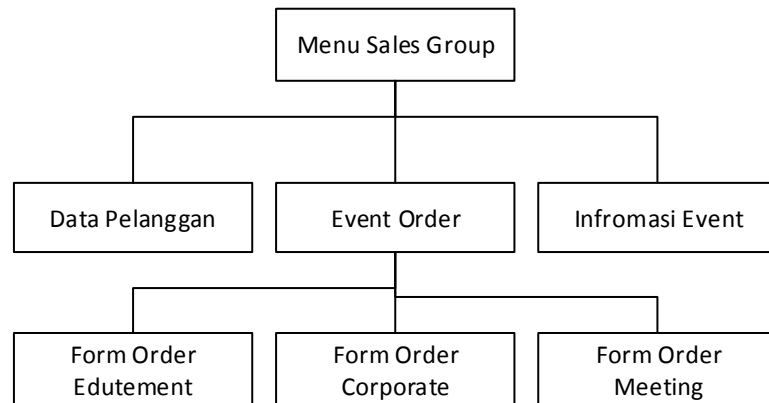 Menu Sales Group
Data Pelanggan
Event Order
Infromasi Event
Form Order
Edutement
Form Order
Corporate
Form Order
Meeting